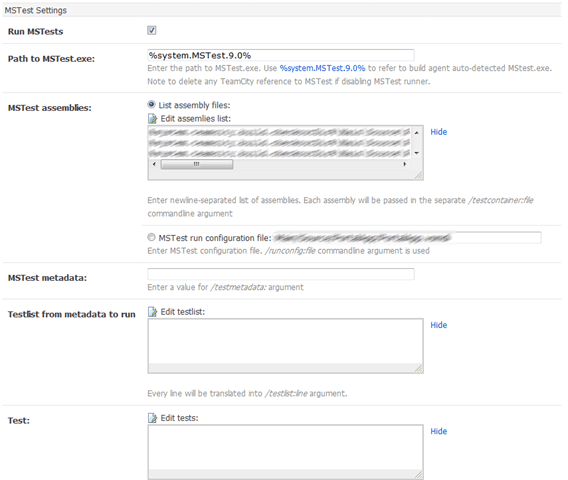 MSTest Settings
Run MSTests
Path to MSTest.exe:
%system.MSTest.9.0%
Enter the path to MSTest.exe. Use %system.MSTest.9.0% to refer to build agent auto-detected MStest.exe.
Note to delete any TeamCity reference to MSTest if disabling MSTest runner.
MSTest assemblies:
List assembly files:
Edit assemlies list:
Hide
Enter newline-separated list of assemblies. Each assembly will be passed in the separate /testcontainer:file
commandline argument
MSTest run configuration file:
Enter MSTest configuration file. /runconfig:file commandline argument is used
MSTest metadata:
Enter a value for /testmetadata: argument
Testlist from metadata to run
Edit testlist:
Hide
Every line will be translated into /testlist:line argument.
Test:
Edit tests:
Hide